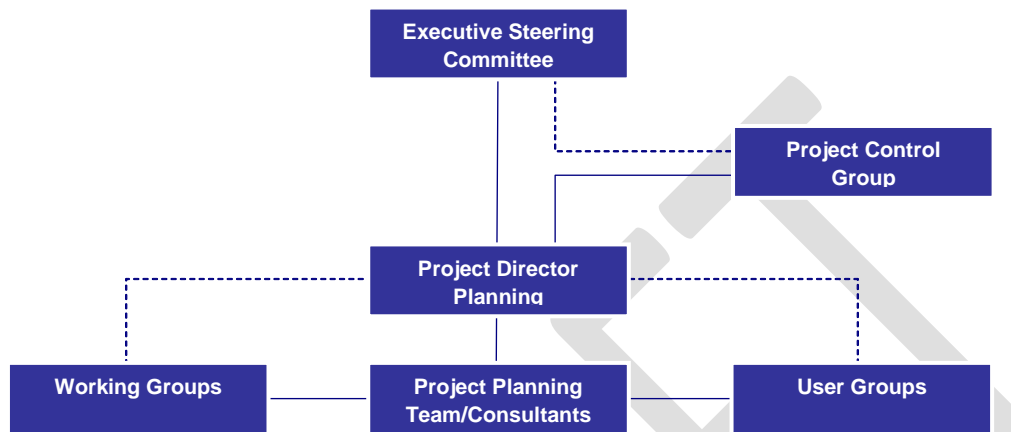 Executive Steering
Committee
Project Control
Group
Project Director
Planning
Working Groups
Project Planning
Team/Consultants
User Groups